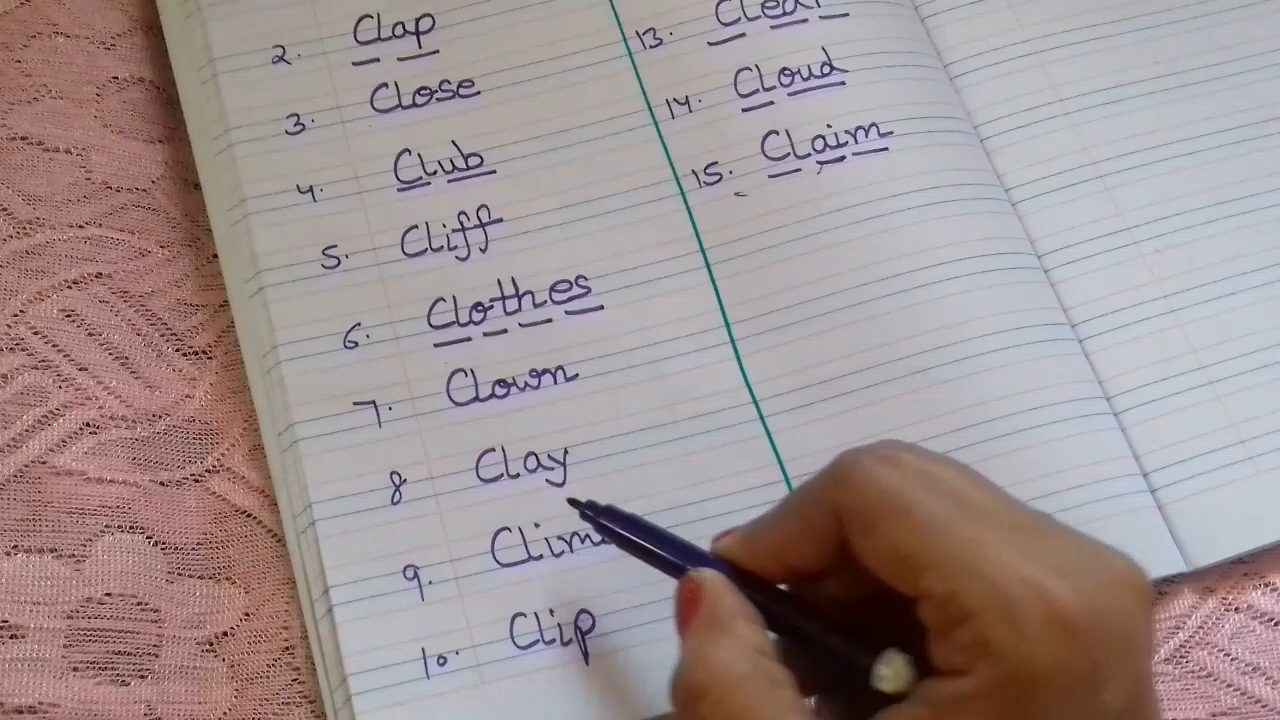 2. Clap
3. Close
4. Club
5. Cliff
6. Clothes
7. Clown
8 Clay
9.
10. Clip
13. Clear
14. Cloud
15. Claim